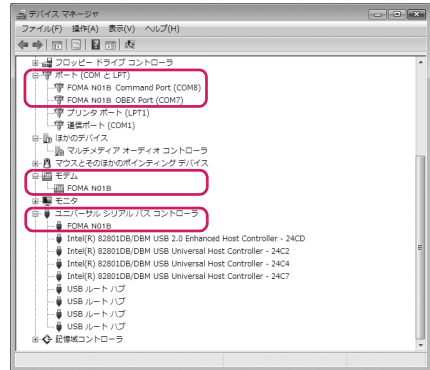 デバイス マネージャ
ファイル(F) 操作(A) 表示(V) ヘルプ(H)
フロッピー ドライブ コントローラ
ポート (COM と LPT)
FOMA N01B Command Port (COM8)
FOMA N01B OBEX Port (COM7)
プリンタ ポート (LPT1)
通信ポート (COM1)
ほかのデバイス
マルチメディア オーディオ コントローラ
マウスとそのほかのポインティング デバイス
モデム
FOMA N01B
モニタ
ユニバーサル シリアル バス コントローラ
FOMA N01B
Intel(R) 82801DB/DBM USB 2.0 Enhanced Host Controller - 24CD
Intel(R) 82801DB/DBM USB Universal Host Controller - 24C2
Intel(R) 82801DB/DBM USB Universal Host Controller - 24C4
Intel(R) 82801DB/DBM USB Universal Host Controller - 24C7
USB ルート ハブ
USB ルート ハブ
USB ルート ハブ
USB ルート ハブ
記憶域コントローラ